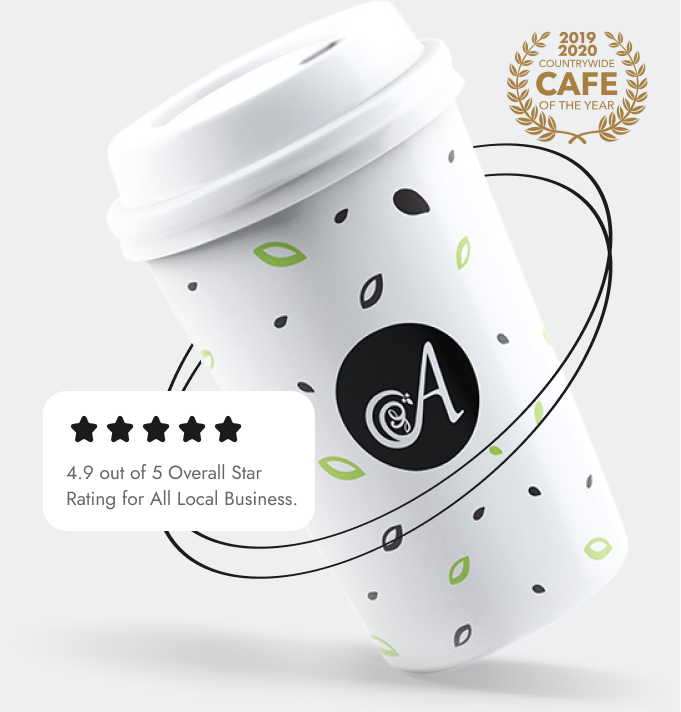 2019
2020
COUNTRYWIDE
CAFE
OF THE YEAR
A
4.9 out of 5 Overall Star
Rating for All Local Business.